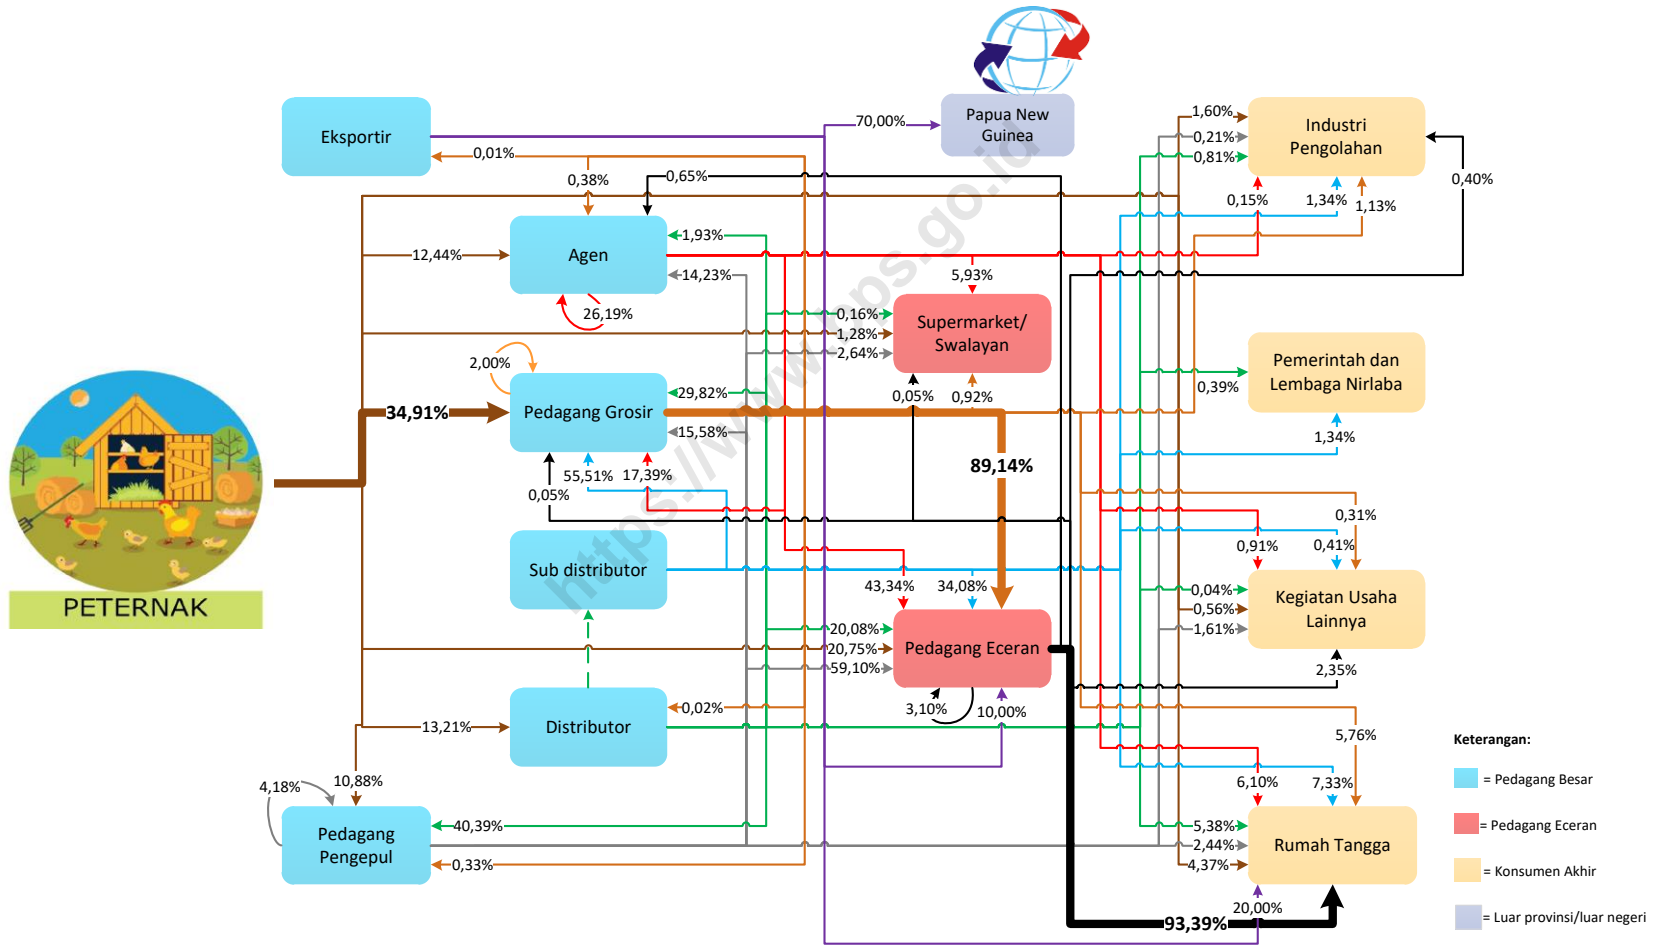 Papua New
Guinea
70,00%
Eksportir
0,01%
0,38%
0,65%
1,60%
0,21%
0,81%
Industri
Pengolahan
0,40%
0,15%
1,34%
1,13%
12,44%
Agen
1,93%
14,23%
26,19%
5,93%
0,16%
1,28%
2,64%
Supermarket/
Swalayan
0,05%
0,92%
Pemerintah dan
Lembaga Nirlaba
0,39%
1,34%
2,00%
34,91%
Pedagang Grosir
29,82%
15,58%
0,05%
55,51%
17,39%
89,14%
https://www.bps.go.id
PETERNAK
Sub distributor
43,34%
34,08%
0,31%
0,91%
0,41%
0,04%
0,56%
1,61%
Kegiatan Usaha
Lainnya
2,35%
20,08%
20,75%
59,10%
Pedagang Eceran
3,10%
10,00%
13,21%
Distributor
0,02%
5,76%
6,10%
7,33%
10,88%
4,18%
Pedagang
Pengepul
40,39%
0,33%
5,38%
2,44%
4,37%
Rumah Tangga
20,00%
93,39%
Keterangan:
= Pedagang Besar
= Pedagang Eceran
= Konsumen Akhir
= Luar provinsi/luar negeri